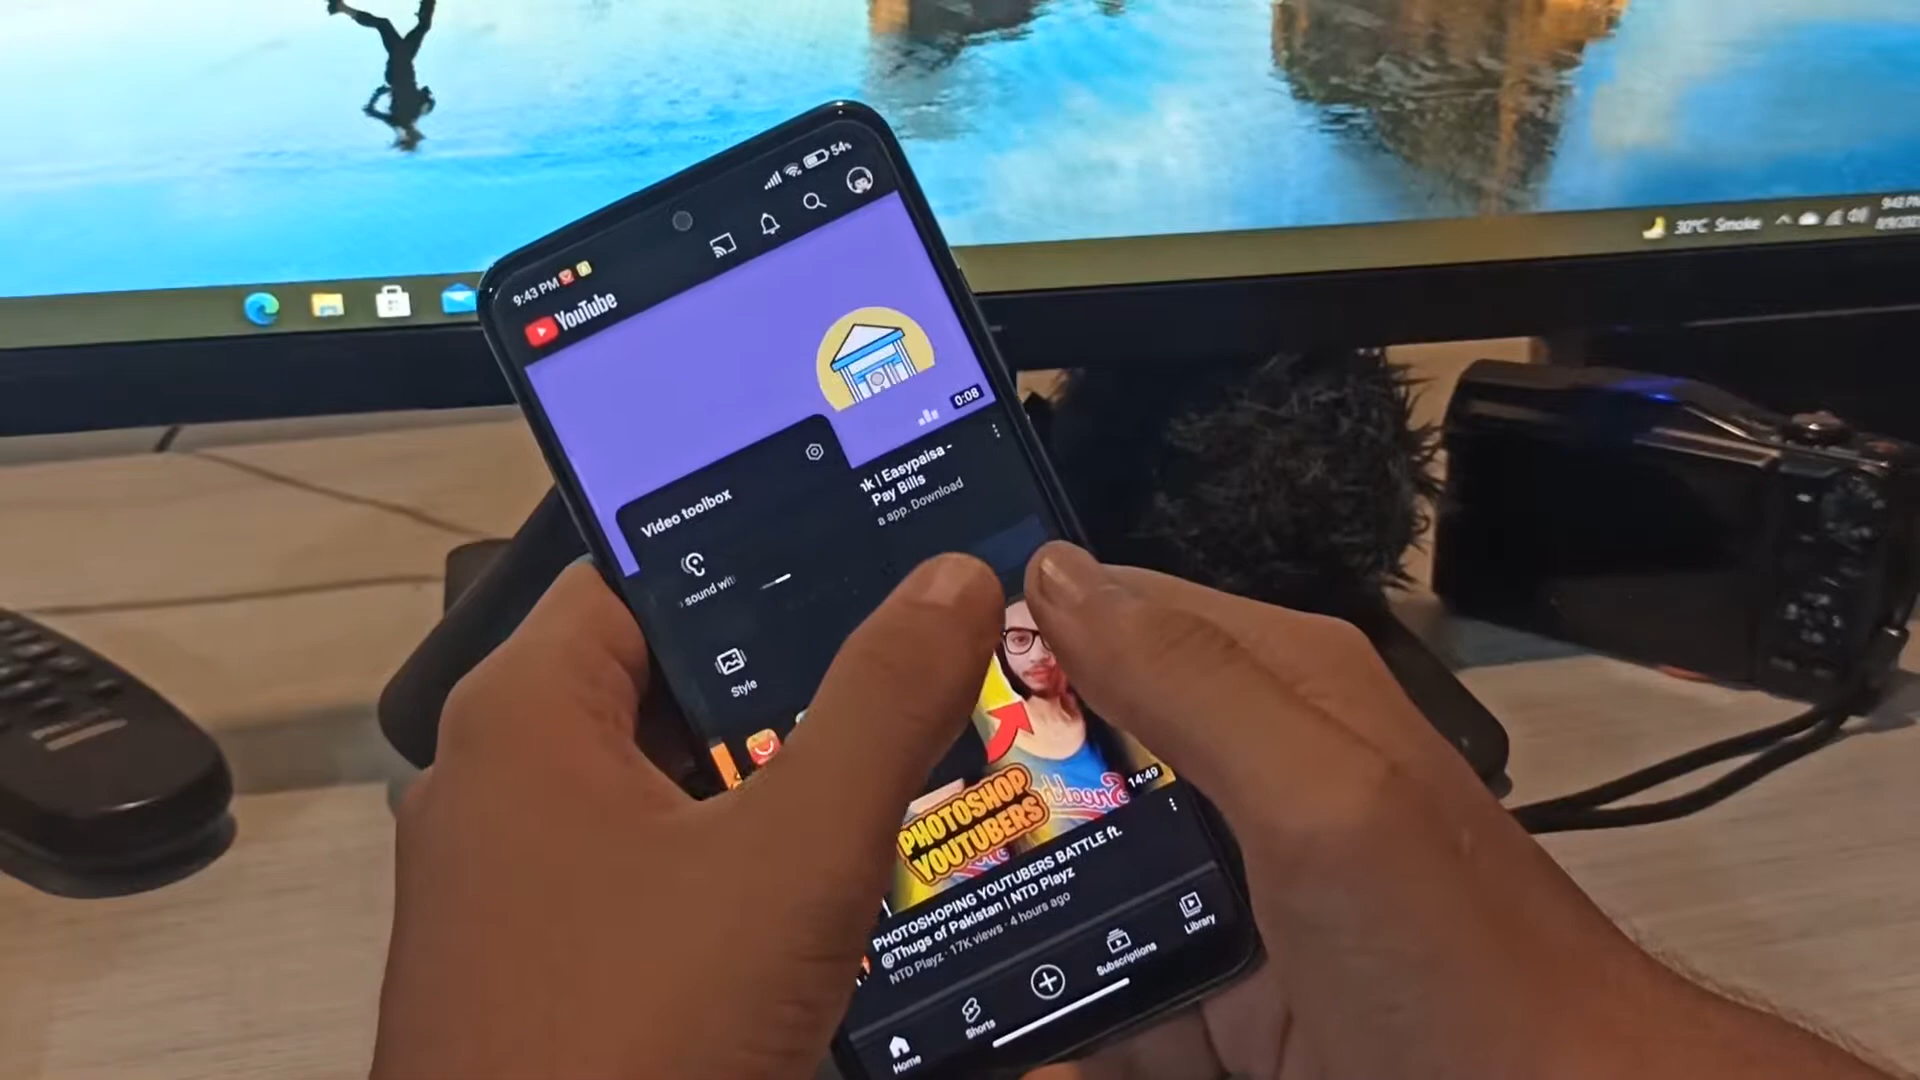 30°C Smoke
54%
9:43 PM
YouTube
0:08
nk | Easypaisa -
Pay Bills
a app. Download
Video toolbox
sound wit
Style
14:49
PHOTOSHOP
YOUTUBERS
PHOTOSHOPING YOUTUBERS BATTLE ft.
@Thugs of Pakistan | NTD Playz
NTD Playz · 17K views · 4 hours ago
Home
Shorts
Subscriptions
Library